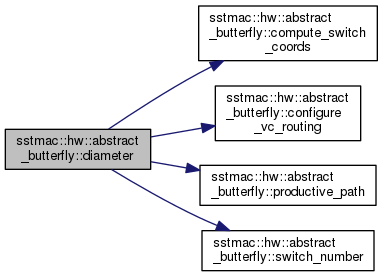 sstmac::hw::abstract
_butterfly::diameter
sstmac::hw::abstract
_butterfly::compute_switch
_coords
sstmac::hw::abstract
_butterfly::configure
_vc_routing
sstmac::hw::abstract
_butterfly::productive_path
sstmac::hw::abstract
_butterfly::switch_number